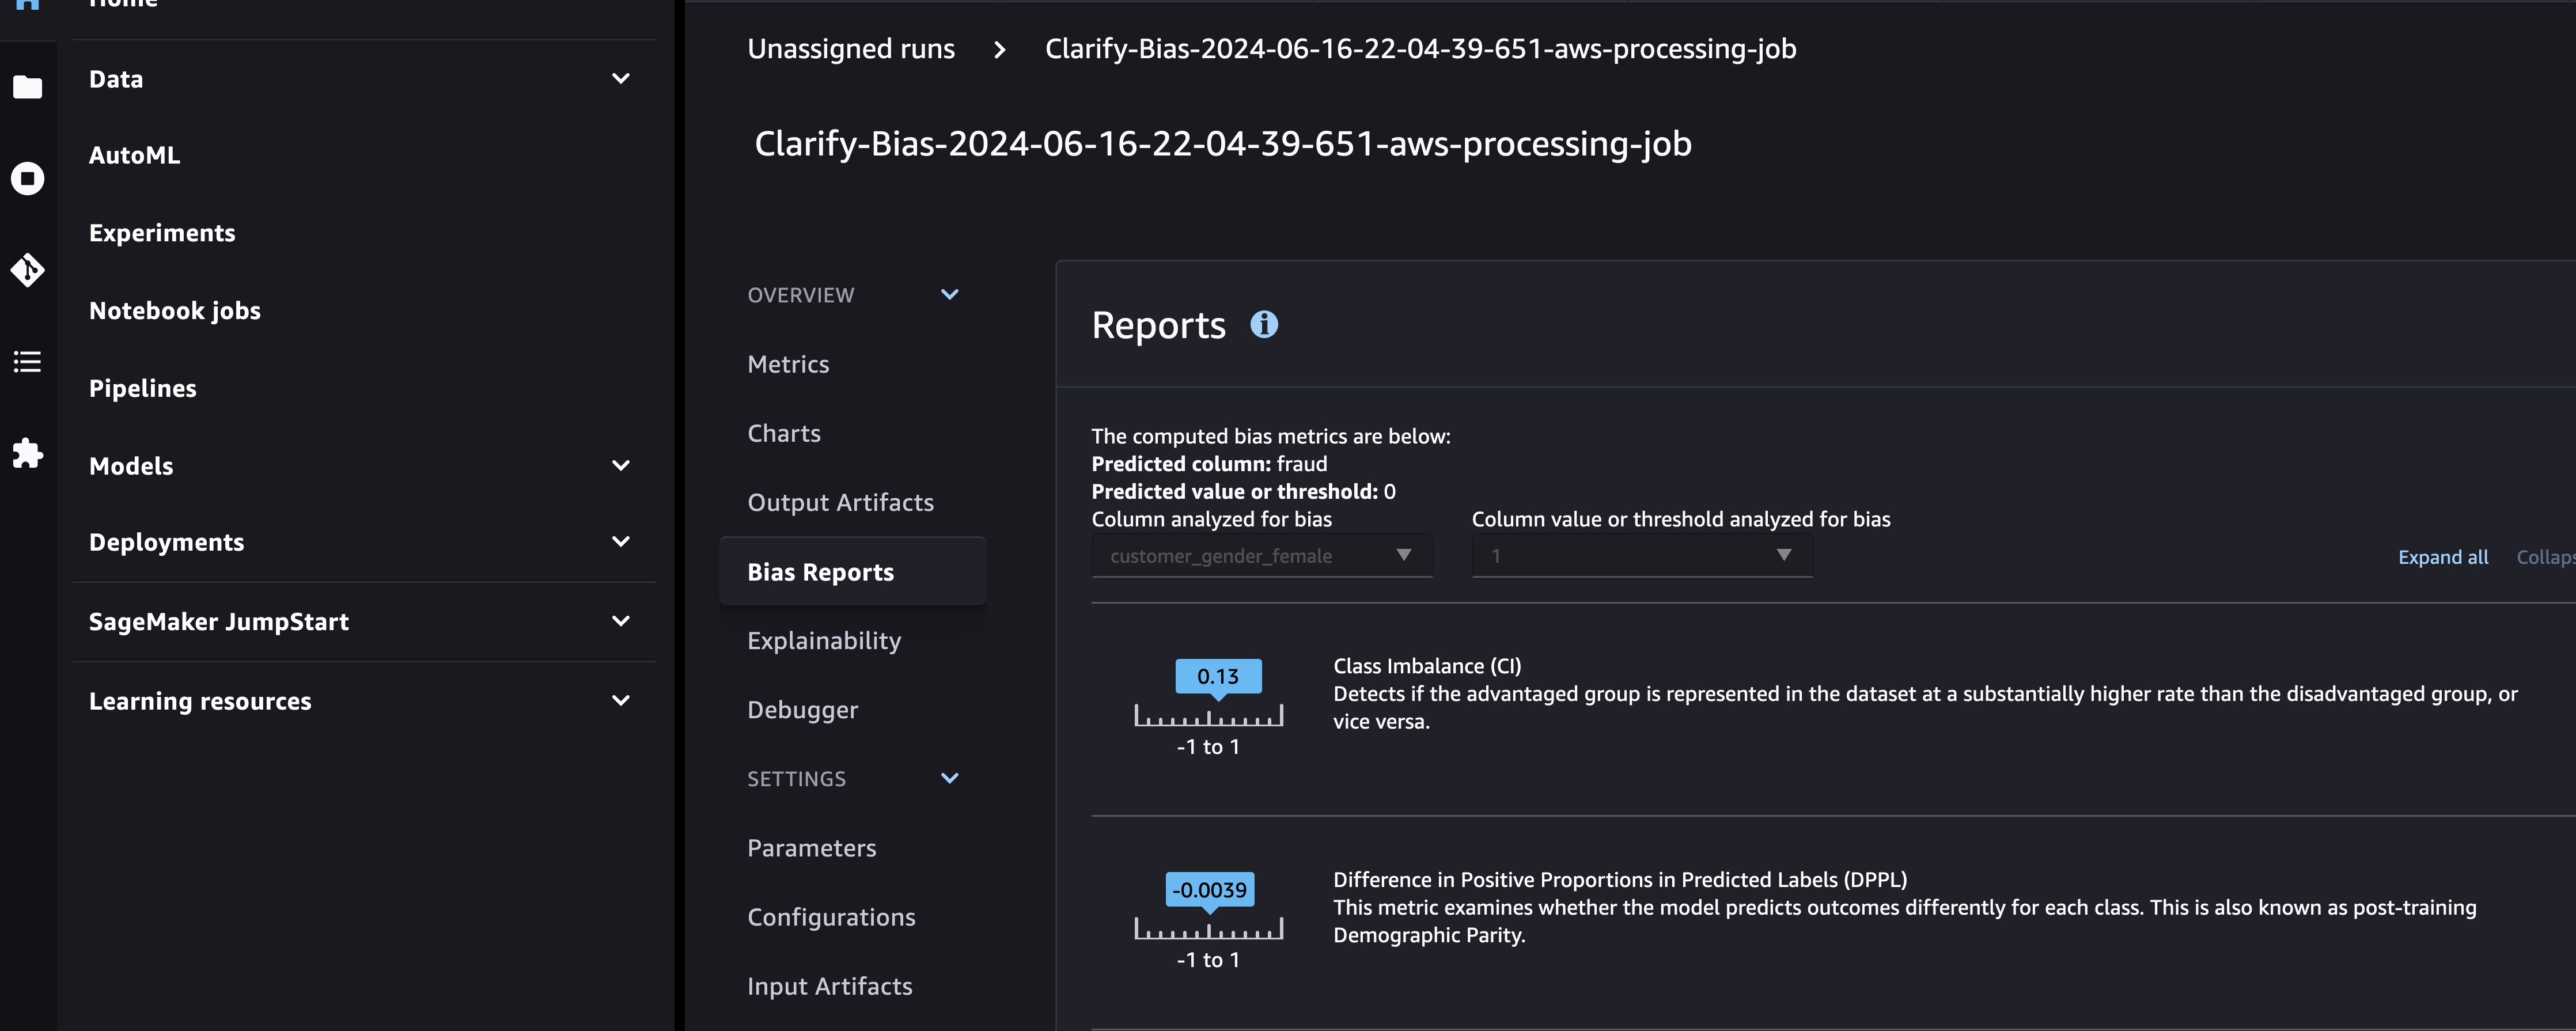 Home
Data
AutoML
Experiments
Notebook jobs
Pipelines
Models
Deployments
SageMaker JumpStart
Learning resources
Unassigned runs > Clarify-Bias-2024-06-16-22-04-39-651-aws-processing-job
Clarify-Bias-2024-06-16-22-04-39-651-aws-processing-job
OVERVIEW
Metrics
Charts
Output Artifacts
Bias Reports
Explainability
Debugger
SETTINGS
Parameters
Configurations
Input Artifacts
Reports
The computed bias metrics are below:
Predicted column: fraud
Predicted value or threshold: 0
Column analyzed for bias
customer_gender_female
Column value or threshold analyzed for bias
1
Expand all
Collaps
0.13
-1 to 1
Class Imbalance (CI)
Detects if the advantaged group is represented in the dataset at a substantially higher rate than the disadvantaged group, or
vice versa.
-0.0039
-1 to 1
Difference in Positive Proportions in Predicted Labels (DPPL)
This metric examines whether the model predicts outcomes differently for each class. This is also known as post-training
Demographic Parity.